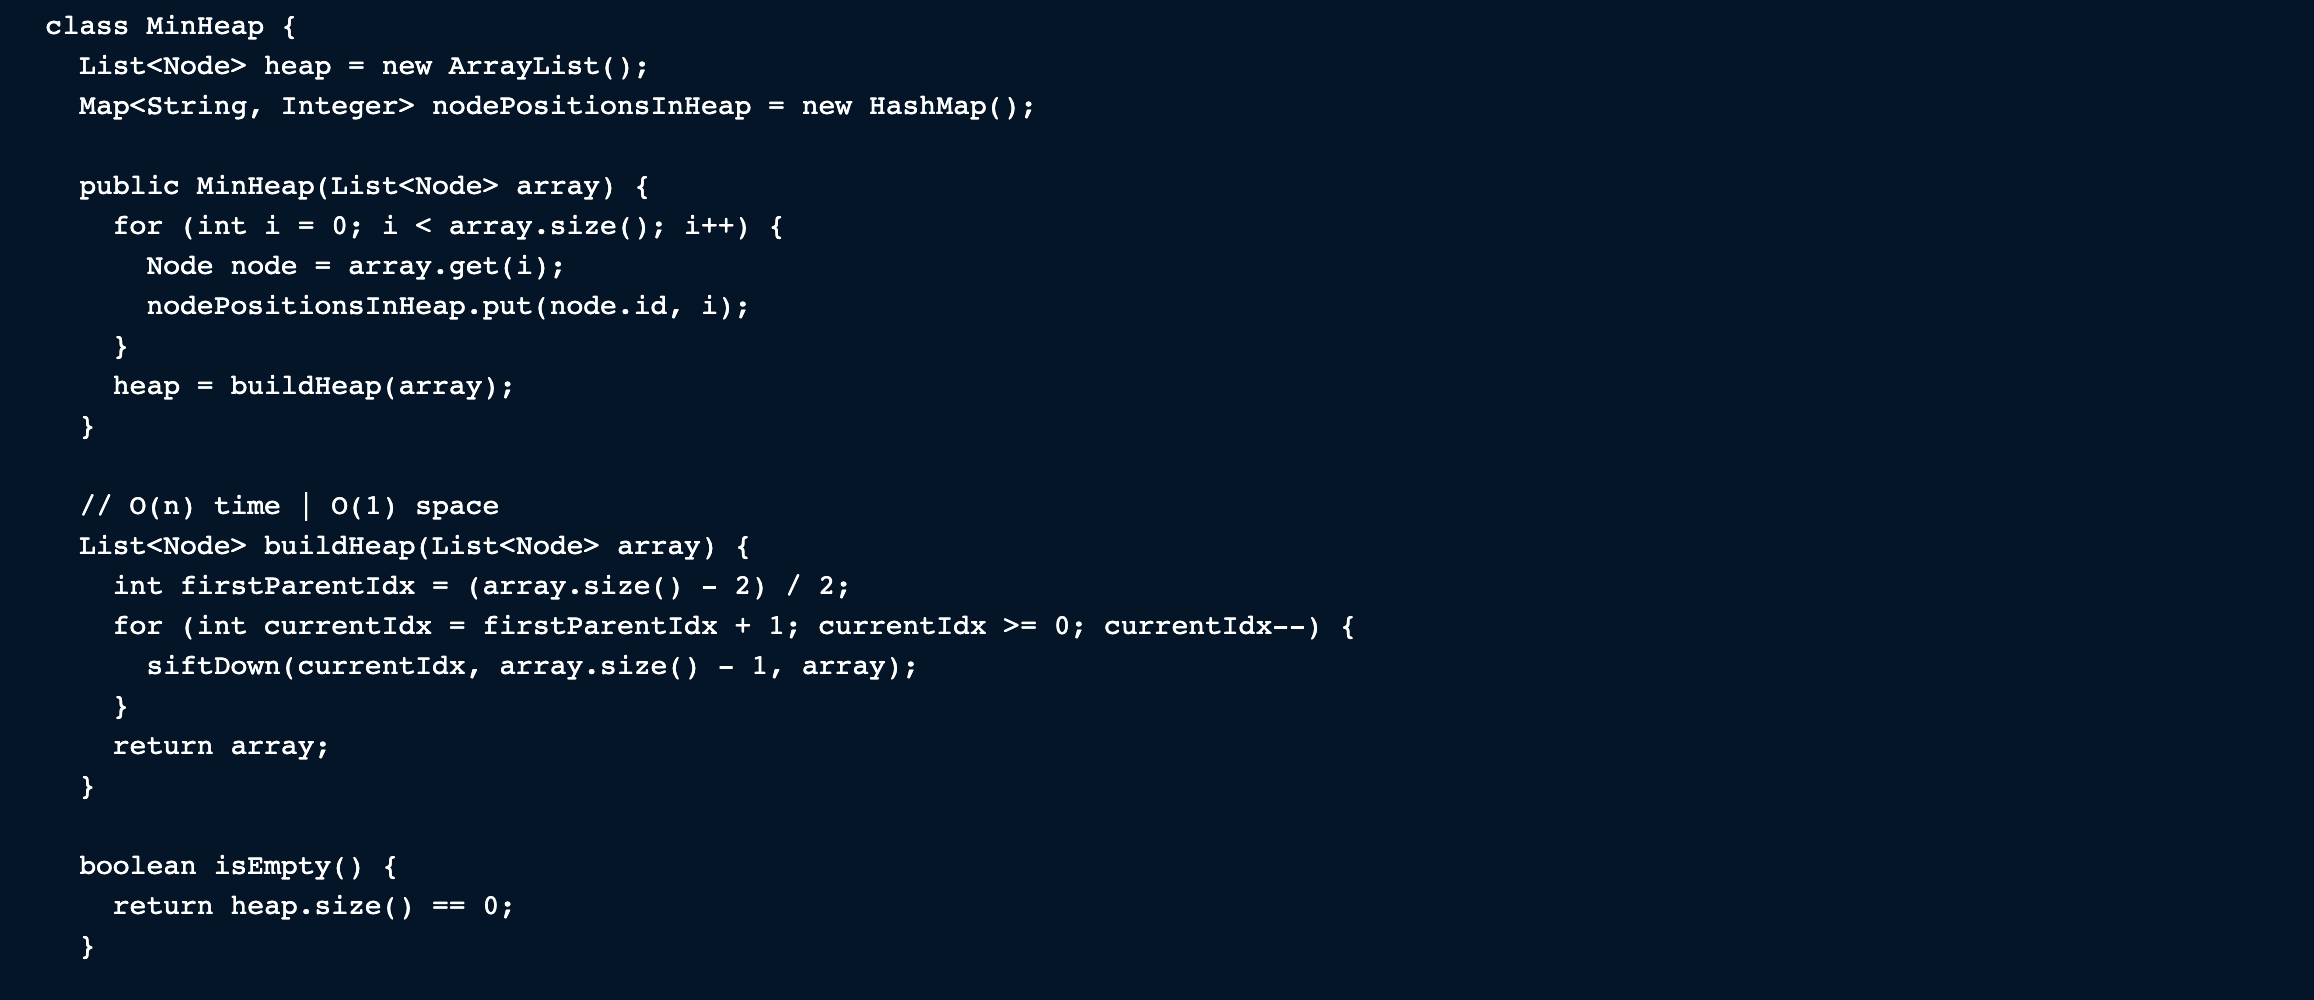 class MinHeap {
  List<Node> heap = new ArrayList();
  Map<String, Integer> nodePositionsInHeap = new HashMap();

  public MinHeap(List<Node> array) {
    for (int i = 0; i < array.size(); i++) {
      Node node = array.get(i);
      nodePositionsInHeap.put(node.id, i);
    }
    heap = buildHeap(array);
  }

  // O(n) time | O(1) space
  List<Node> buildHeap(List<Node> array) {
    int firstParentIdx = (array.size() - 2) / 2;
    for (int currentIdx = firstParentIdx + 1; currentIdx >= 0; currentIdx--) {
      siftDown(currentIdx, array.size() - 1, array);
    }
    return array;
  }

  boolean isEmpty() {
    return heap.size() == 0;
  }